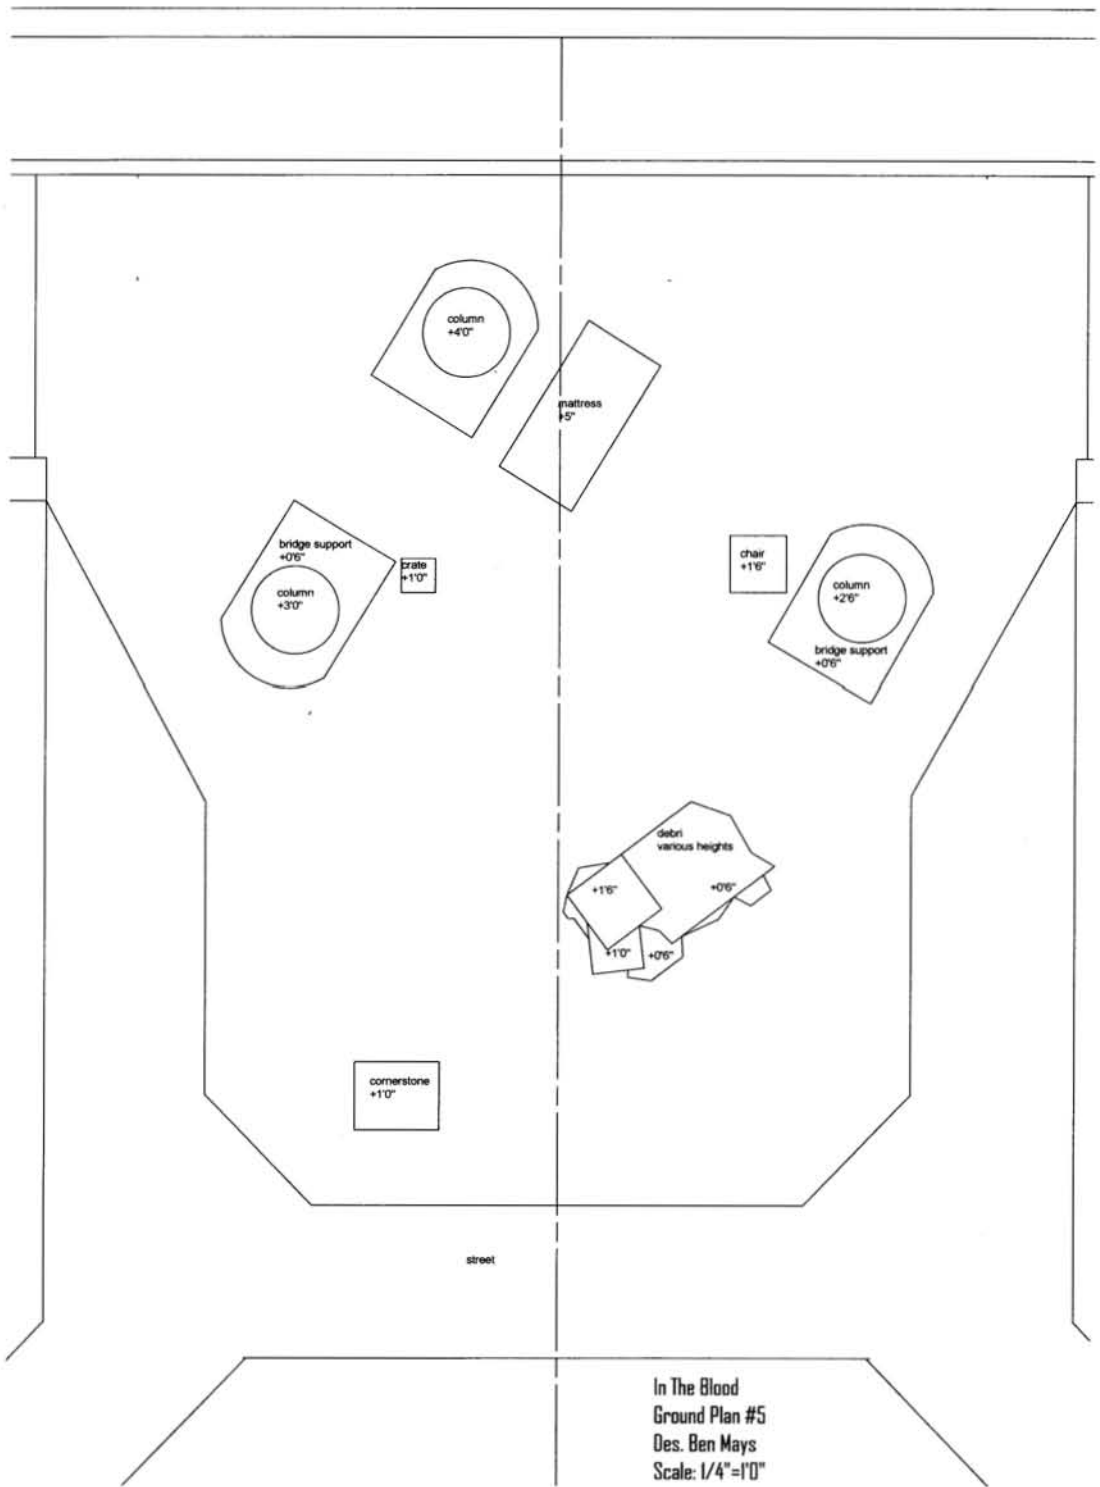 column
+4'0"
mattress
+5"
bridge support
+0'6"
crate
+1'0"
column
+3'0"
chair
+1'6"
column
+2'6"
bridge support
+0'6"
debri
various heights
+1'6"
+0'6"
+1'0"
+0'6"
cornerstone
+1'0"
street
In The Blood
Ground Plan #5
Des. Ben Mays
Scale: 1/4"=1'0"